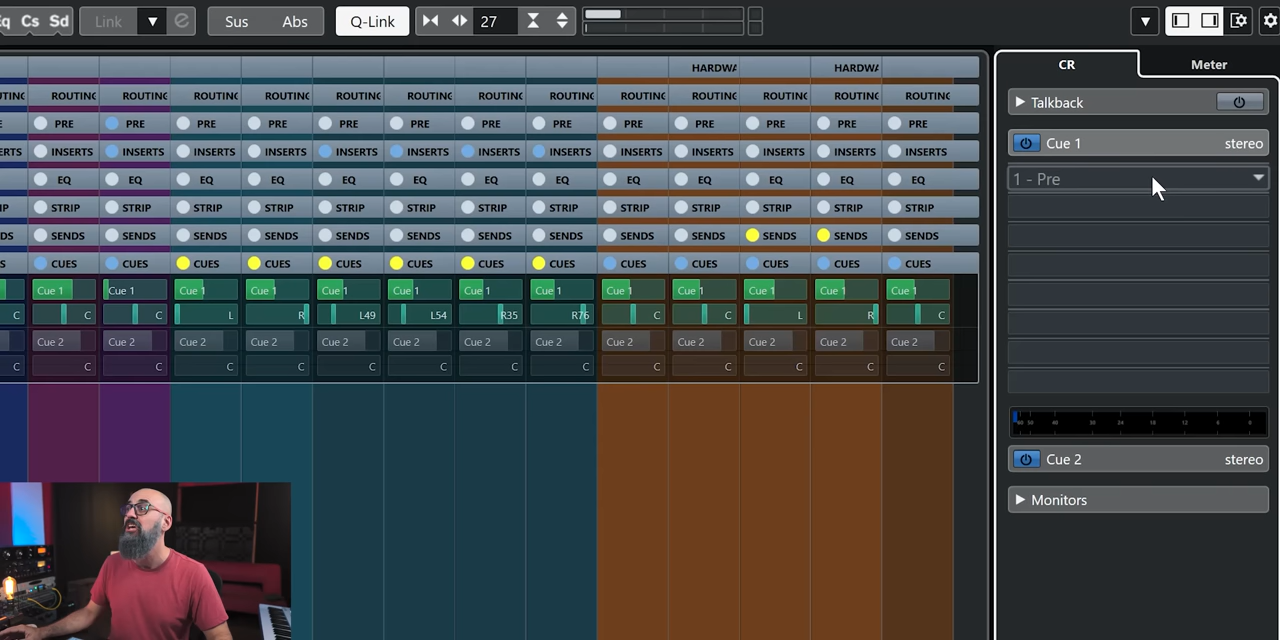 Cs Sd Link Sus Abs Q-Link 27
CR Meter
HARDWA HARDWA
ROUTING ROUTING ROUTING ROUTING ROUTING ROUTING ROUTING ROUTING ROUTING ROUTING ROUTING ROUTING ROUTING
Talkback
PRE PRE PRE PRE PRE PRE PRE PRE PRE PRE PRE PRE PRE
Cue 1 stereo
INSERTS INSERTS INSERTS INSERTS INSERTS INSERTS INSERTS INSERTS INSERTS INSERTS INSERTS INSERTS INSERTS
1 - Pre
EQ EQ EQ EQ EQ EQ EQ EQ EQ EQ EQ EQ EQ
STRIP STRIP STRIP STRIP STRIP STRIP STRIP STRIP STRIP STRIP STRIP STRIP STRIP
SENDS SENDS SENDS SENDS SENDS SENDS SENDS SENDS SENDS SENDS SENDS SENDS SENDS
CUES CUES CUES CUES CUES CUES CUES CUES CUES CUES CUES CUES CUES
Cue 1 Cue 1 Cue 1 Cue 1 Cue 1 Cue 1 Cue 1 Cue 1 Cue 1 Cue 1 Cue 1 Cue 1 Cue 1
C C C L R L49 L54 R35 R76 C C L R C
Cue 2 Cue 2 Cue 2 Cue 2 Cue 2 Cue 2 Cue 2 Cue 2 Cue 2 Cue 2 Cue 2 Cue 2 Cue 2
C C C C C C C C C C C C C C
Cue 2 stereo
Monitors